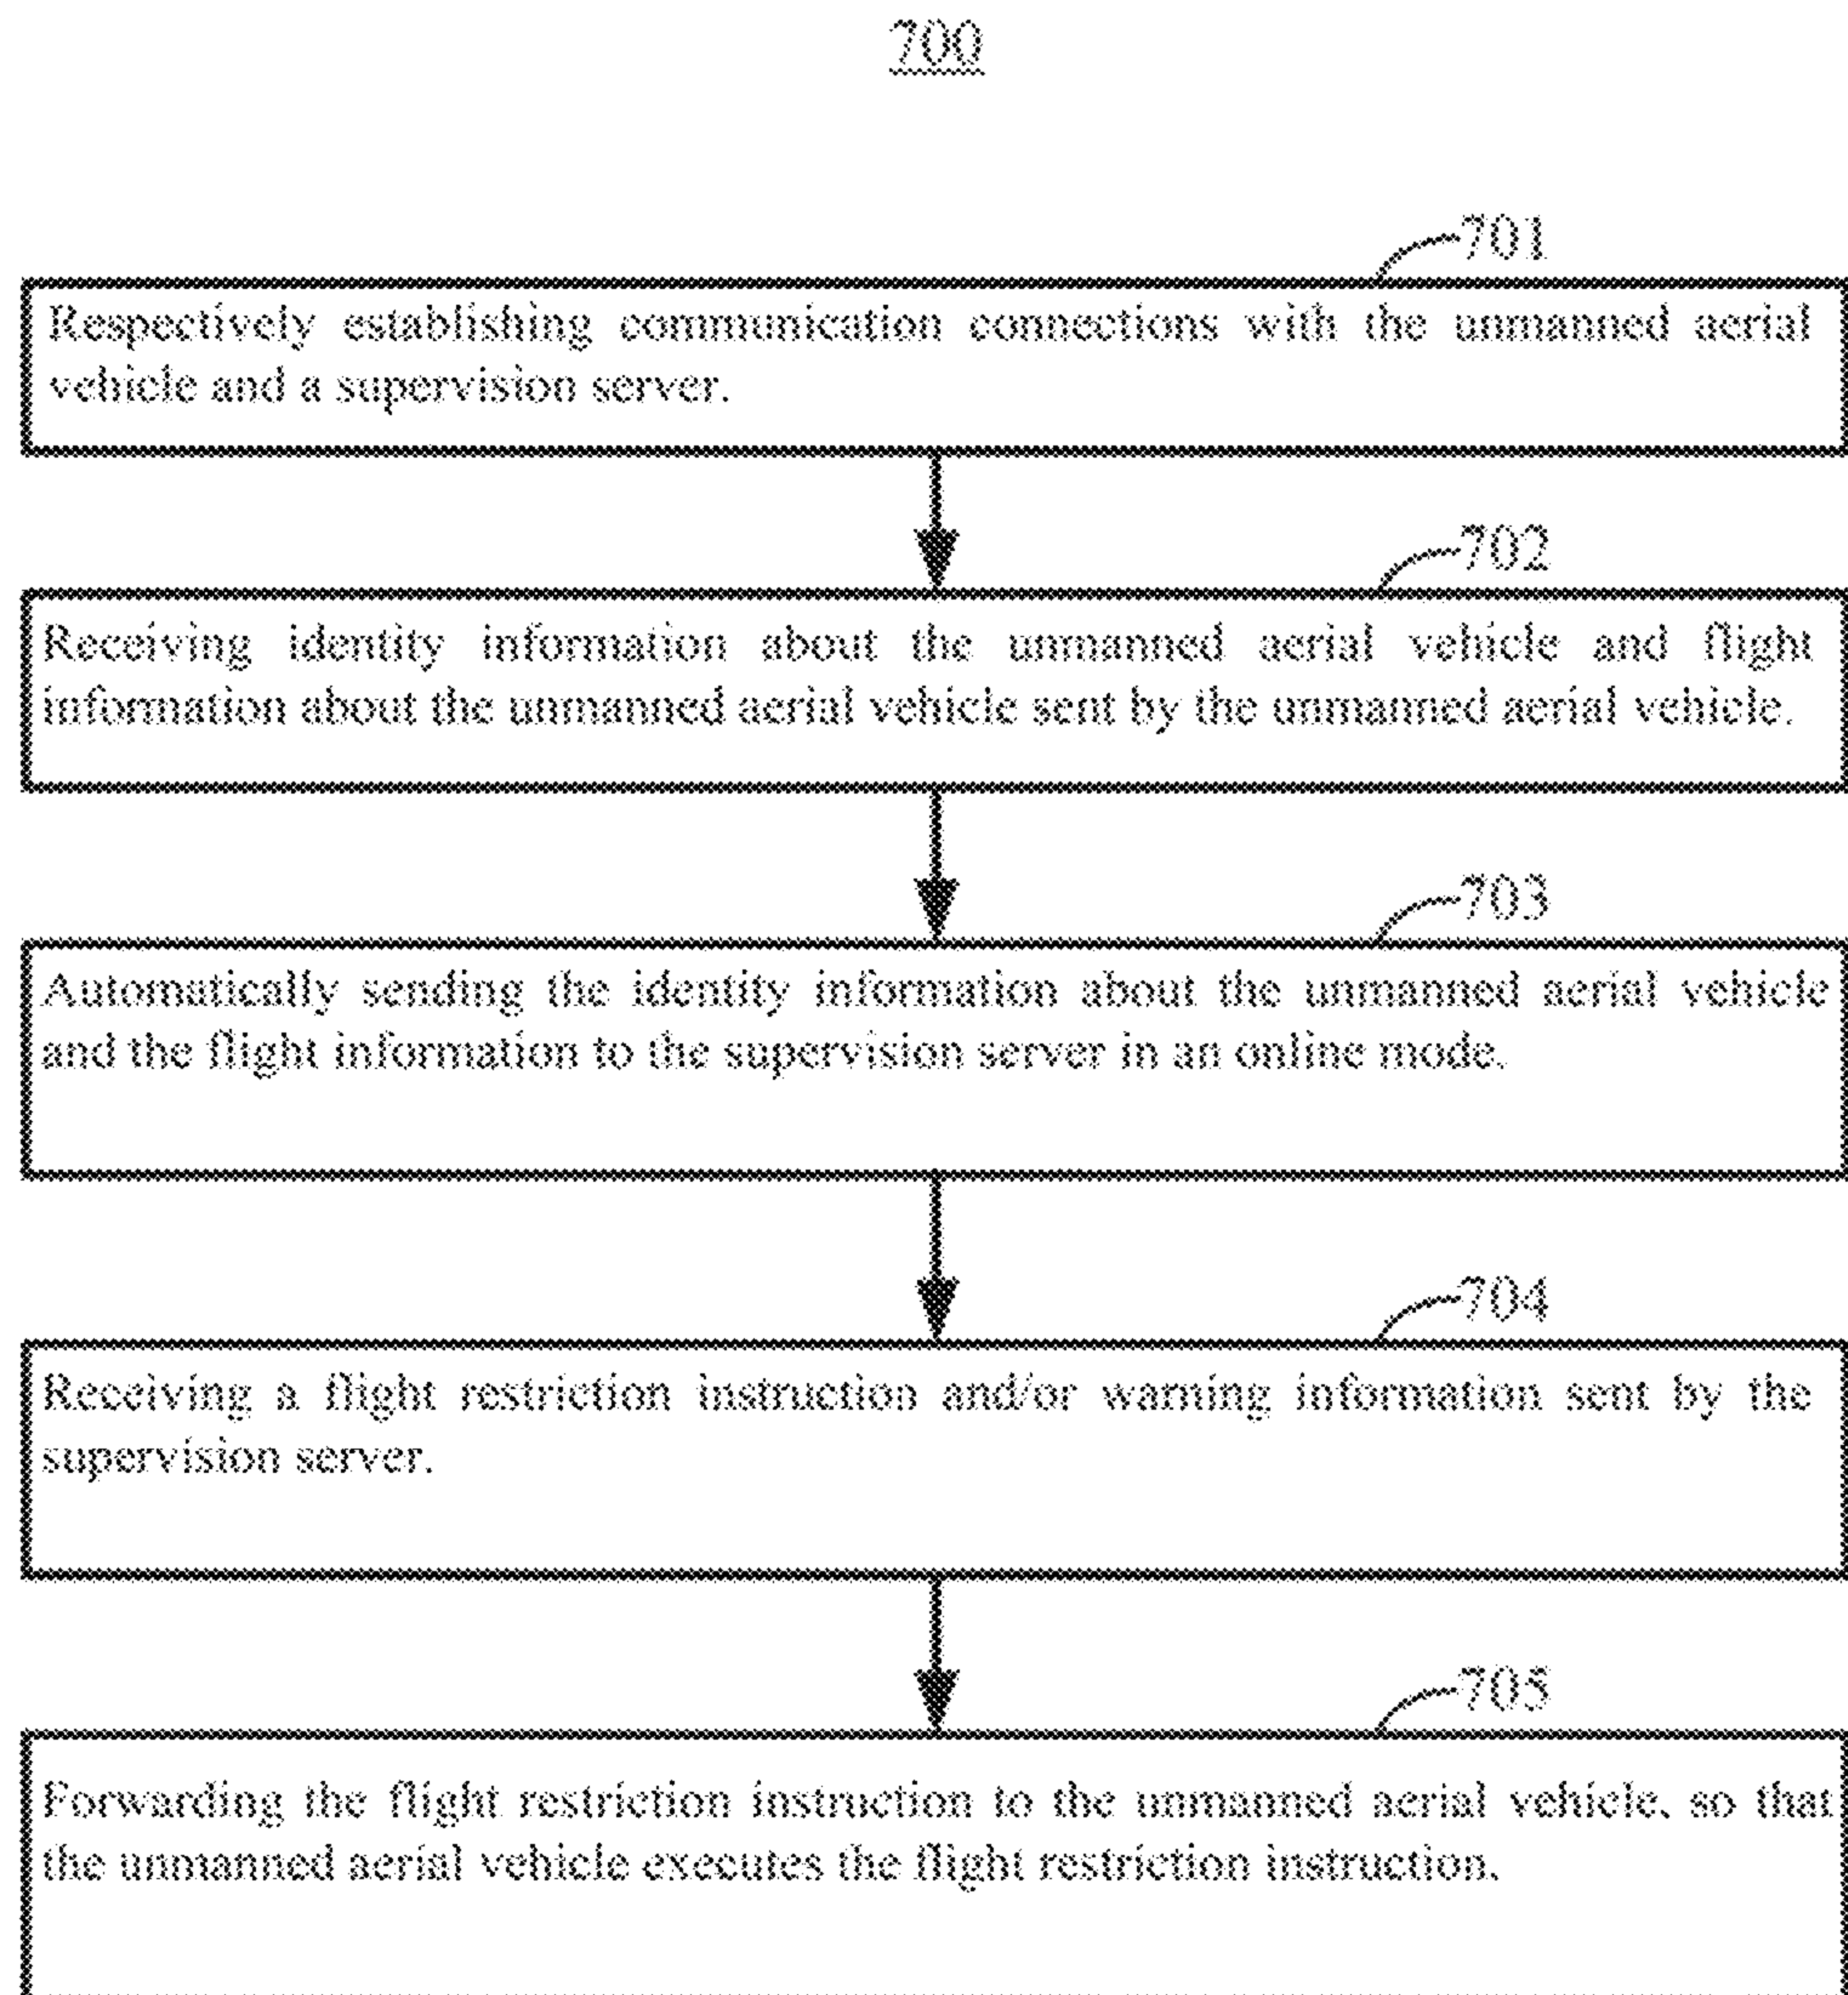 700
701
Respectively establishing communication connections with the unmanned aerial
vehicle and a supervision server.
702
Receiving identity information about the unmanned aerial vehicle and flight
information about the unmanned aerial vehicle sent by the unmanned aerial vehicle.
703
Automatically sending the identity information about the unmanned aerial vehicle
and the flight information to the supervision server in an online mode.
704
Receiving a flight restriction instruction and/or warning information sent by the
supervision server.
705
Forwarding the flight restriction instruction to the unmanned aerial vehicle, so that
the unmanned aerial vehicle executes the flight restriction instruction.